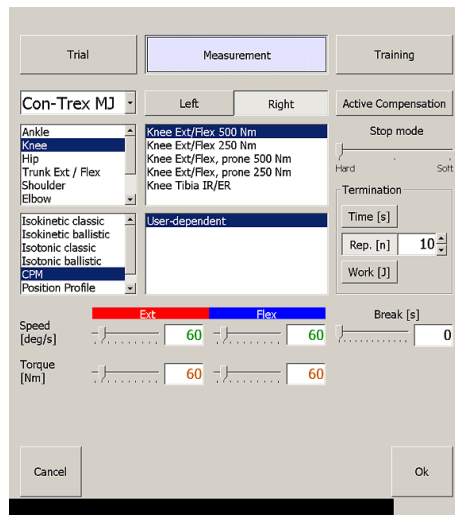 Trial
Measurement
Training
Con-Trex MJ
Left
Right
Active Compensation
Ankle
Knee
Hip
Trunk Ext / Flex
Shoulder
Elbow
Knee Ext/Flex 500 Nm
Knee Ext/Flex 250 Nm
Knee Ext/Flex, prone 500 Nm
Knee Ext/Flex, prone 250 Nm
Knee Tibia IR/ER
Stop mode
Hard
Soft
Termination
Time [s]
Rep. [n]
10
Work [J]
Isokinetic classic
Isokinetic ballistic
Isotonic classic
Isotonic ballistic
CPM
Position Profile
User-dependent
Ext
Flex
Break [s]
Speed
[deg/s]
60
60
0
Torque
[Nm]
60
60
Cancel
Ok